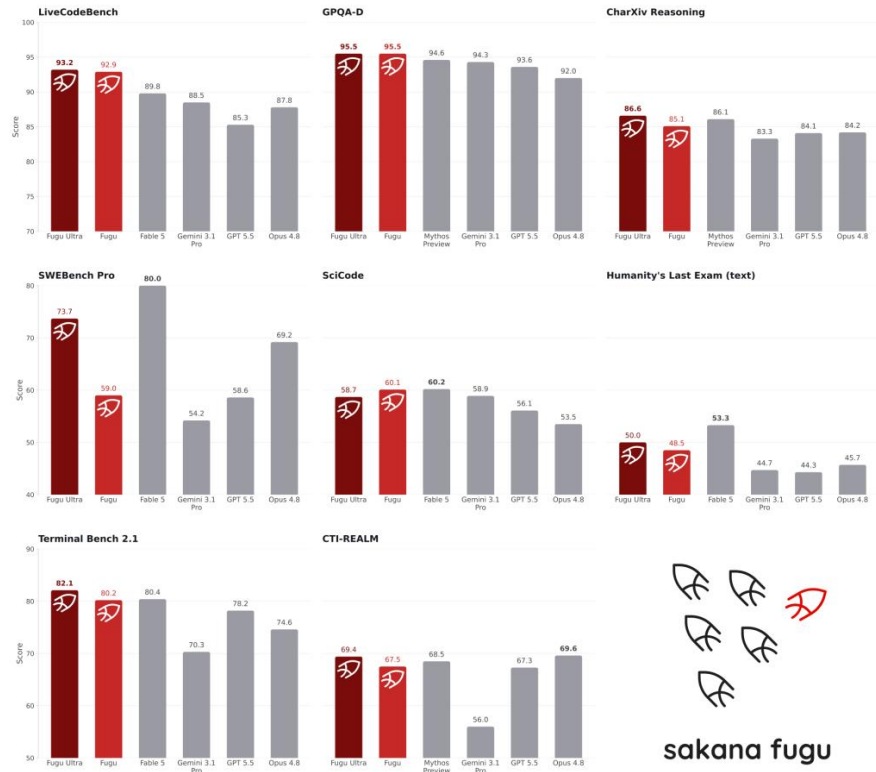 LiveCodeBench
GPQA-D
CharXiv Reasoning
100
95
90
85
80
75
70
Score
93.2
92.9
89.8
88.5
85.3
87.8
Fugu Ultra
Fugu
Fable 5
Gemini 3.1
Pro
GPT 5.5
Opus 4.8
95.5
95.5
94.6
94.3
93.6
92.0
Fugu Ultra
Fugu
Mythos
Preview
Gemini 3.1
Pro
GPT 5.5
Opus 4.8
86.6
85.1
86.1
83.3
84.1
84.2
Fugu Ultra
Fugu
Mythos
Preview
Gemini 3.1
Pro
GPT 5.5
Opus 4.8
SWEBench Pro
SciCode
Humanity's Last Exam (text)
80
70
60
50
40
Score
73.7
59.0
80.0
54.2
58.6
69.2
Fugu Ultra
Fugu
Fable 5
Gemini 3.1
Pro
GPT 5.5
Opus 4.8
58.7
60.1
60.2
58.9
56.1
53.5
Fugu Ultra
Fugu
Fable 5
Gemini 3.1
Pro
GPT 5.5
Opus 4.8
50.0
48.5
53.3
44.7
44.3
45.7
Fugu Ultra
Fugu
Fable 5
Gemini 3.1
Pro
GPT 5.5
Opus 4.8
Terminal Bench 2.1
CTI-REALM
90
80
70
60
50
Score
82.1
80.2
80.4
70.3
78.2
74.6
Fugu Ultra
Fugu
Fable 5
Gemini 3.1
Pro
GPT 5.5
Opus 4.8
69.4
67.5
68.5
56.0
67.3
69.6
Fugu Ultra
Fugu
Mythos
Preview
Gemini 3.1
Pro
GPT 5.5
Opus 4.8
sakana fugu